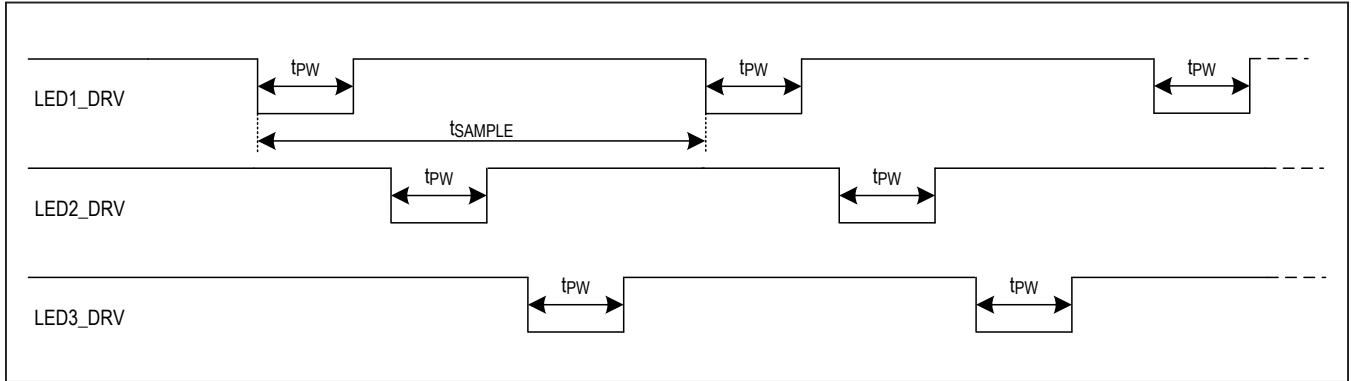 tPW tPW tPW
LED1_DRV
tSAMPLE
tPW tPW
LED2_DRV
tPW tPW
LED3_DRV